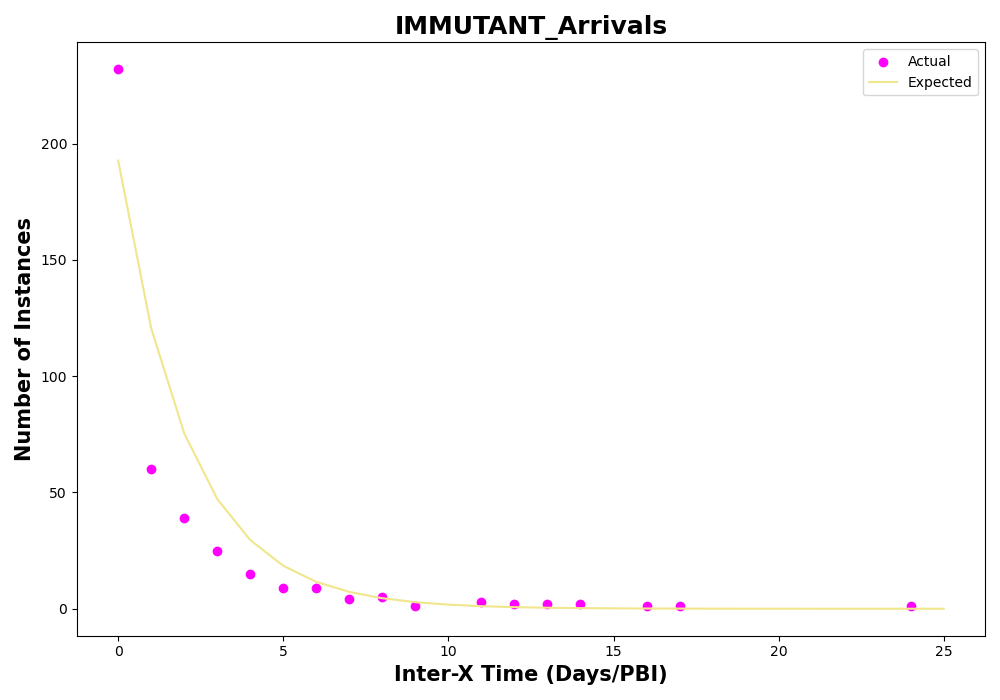 IMMUTANT_Arrivals
Actual
Expected
Number of Instances
200
150
100
50
0
0 5 10 15 20 25
Inter-X Time (Days/PBI)